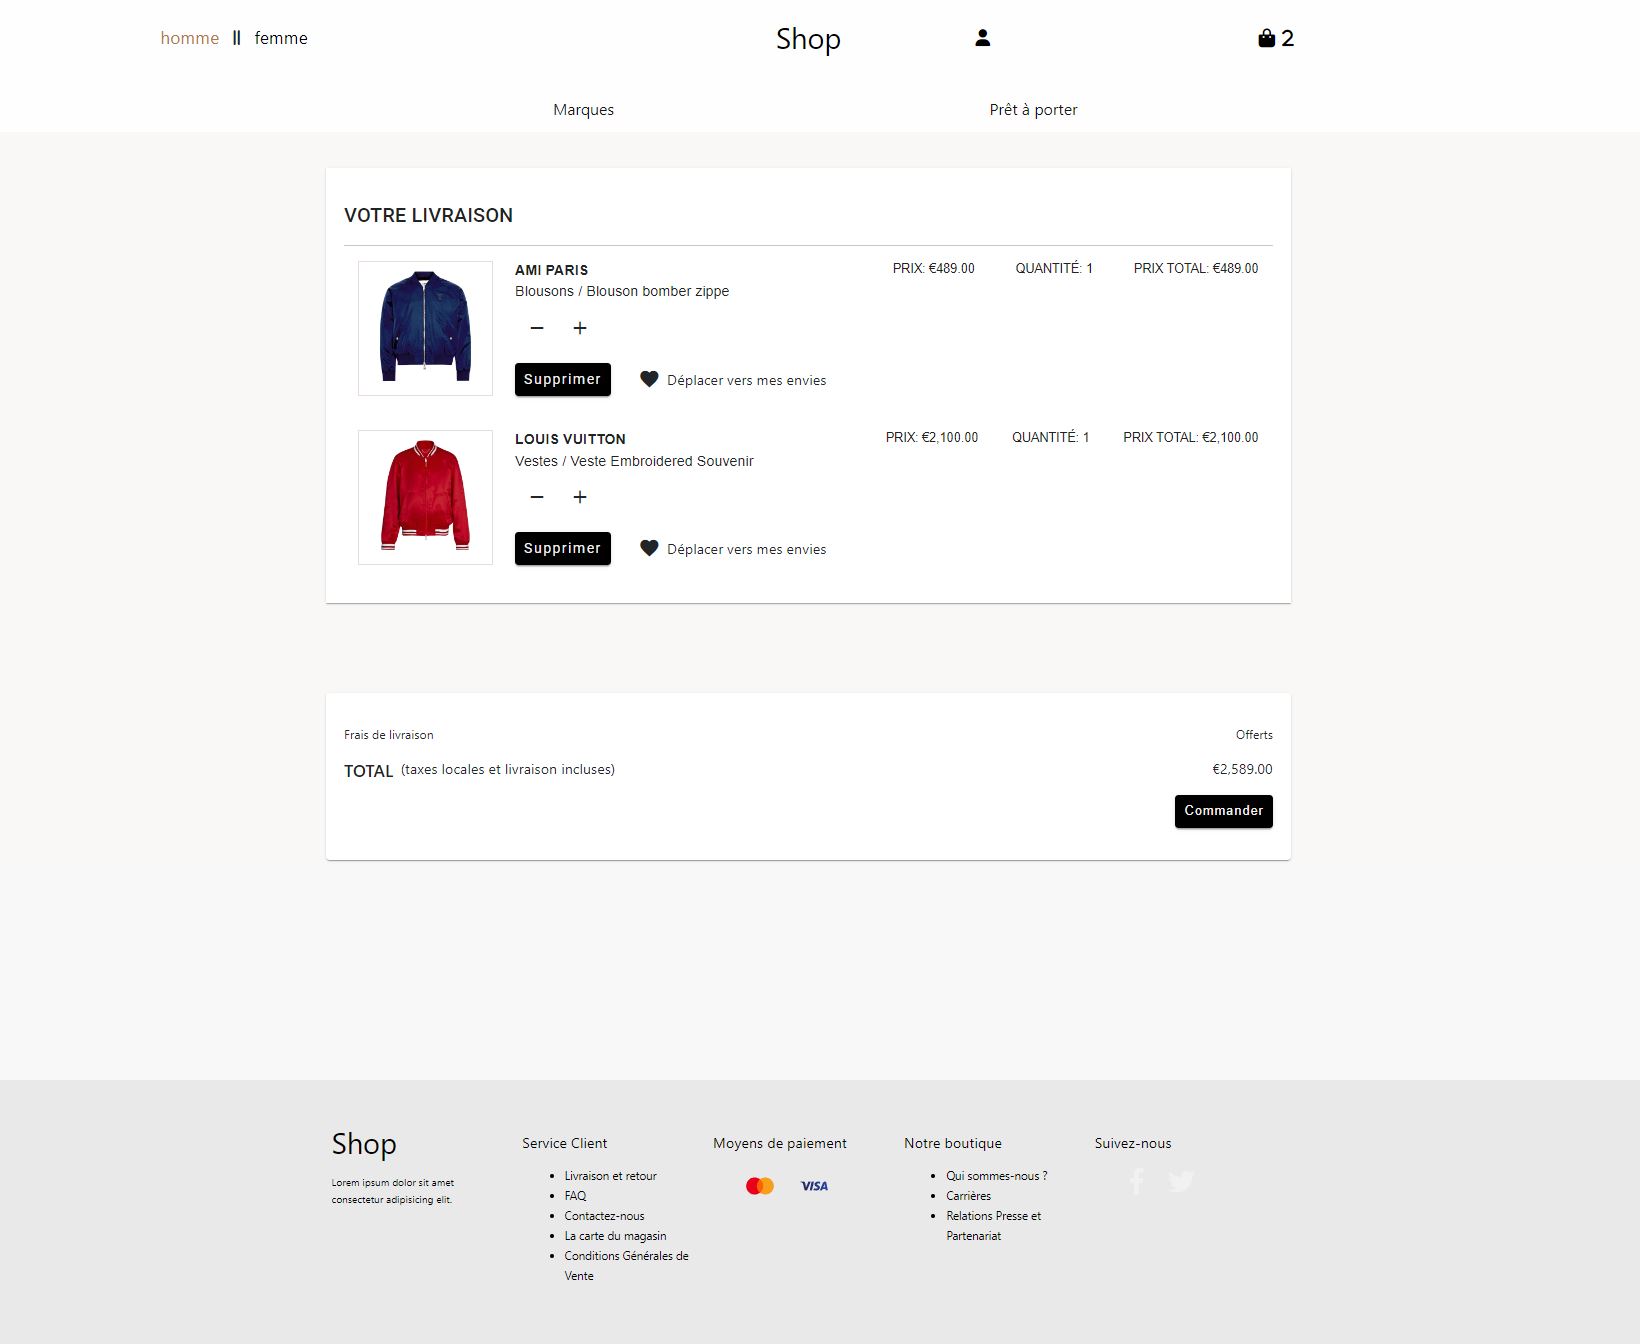 homme || femme
Shop
2
Marques
Prêt à porter
VOTRE LIVRAISON
AMI PARIS
PRIX: €489.00
QUANTITÉ: 1
PRIX TOTAL: €489.00
Blousons / Blouson bomber zippe
− +
Supprimer
Déplacer vers mes envies
LOUIS VUITTON
PRIX: €2,100.00
QUANTITÉ: 1
PRIX TOTAL: €2,100.00
Vestes / Veste Embroidered Souvenir
− +
Supprimer
Déplacer vers mes envies
Frais de livraison
Offerts
TOTAL (taxes locales et livraison incluses)
€2,589.00
Commander
Shop
Lorem ipsum dolor sit amet
consectetur adipisicing elit.
Service Client
• Livraison et retour
• FAQ
• Contactez-nous
• La carte du magasin
• Conditions Générales de
Vente
Moyens de paiement
VISA
Notre boutique
• Qui sommes-nous ?
• Carrières
• Relations Presse et
Partenariat
Suivez-nous